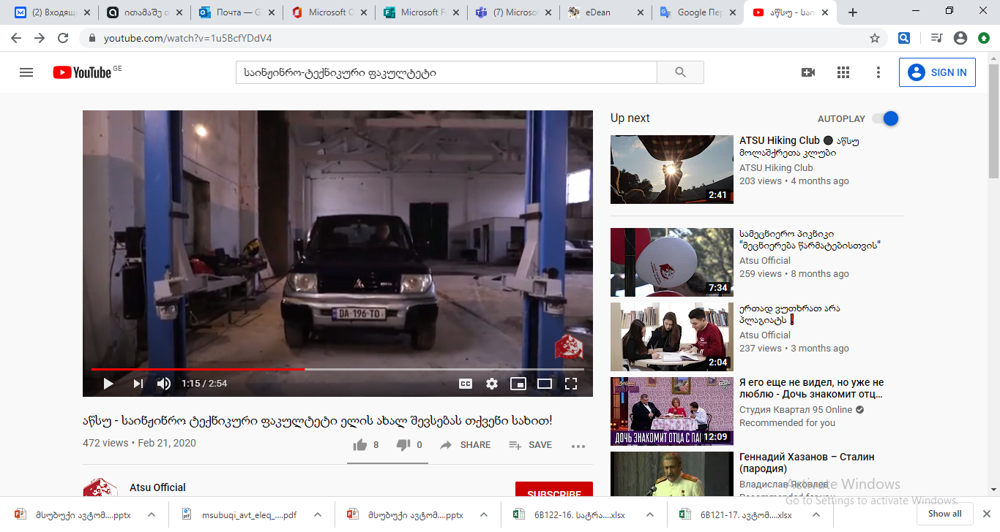 (2) Входящ
ითამაშე
Почта — G
Microsoft
Microsoft F
(7) Microso
eDean
Google Пер
აწსუ - საი
youtube.com/watch?v=1u5BcfYDdV4
YouTube GE
საინჟინრო-ტექნიკური ფაკულტეტი
SIGN IN
DA-196-TO
1:15 / 2:54
CC
აწსუ - საინჟინრო ტექნიკური ფაკულტეტი ელის ახალ შევსებას თქვენი სახით!
472 views • Feb 21, 2020
8
0
SHARE
SAVE
Atsu Official
SUBSCRIBE
Up next
AUTOPLAY
2:41
ATSU Hiking Club ⚫ აწსუ
მოლაშქრეთა კლუბი
ATSU Hiking Club
203 views • 4 months ago
7:34
სამეცნიერო პიკნიკი
"მეცნიერება წარმატებისთვის"
Atsu Official
259 views • 8 months ago
2:04
ერთად ვუთხრათ არა
პლაგიატს❗
Atsu Official
237 views • 3 months ago
ДОЧЬ ЗНАКОМИТ ОТЦА С
12:09
Я его еще не видел, но уже не
люблю - Дочь знакомит отц...
Студия Квартал 95 Online
Recommended for you
Геннадий Хазанов – Сталин
(пародия)
Владислав Яковлев
Recommended for you
Activate Windows
Go to Settings to activate Windows.
მსუბუქი ავტომ....pptx
msubuqi_avt_eleq_....pdf
მსუბუქი ავტომ....pptx
6B122-16. სატრა....xlsx
6B121-17. ავტომ....xlsx
Show all